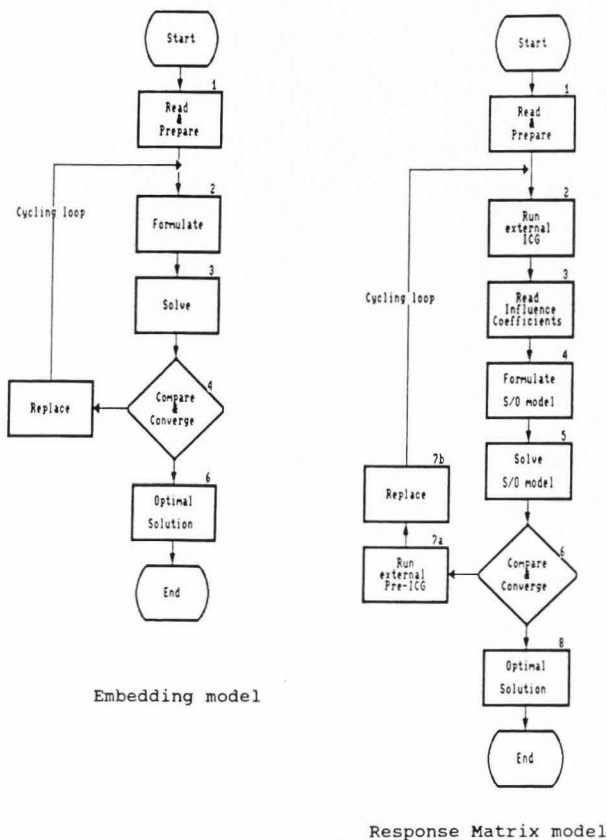 Start
1
Read
&
Prepare
Cycling loop
2
Formulate
3
Solve
4
Compare
&
Converge
Replace
6
Optimal
Solution
End
Embedding model
Start
1
Read
&
Prepare
2
Run
external
ICG
3
Read
Influence
Coefficients
Cycling loop
4
Formulate
S/O model
5
Solve
S/O model
6
Compare
&
Converge
7b
Replace
7a
Run
external
Pre-ICG
8
Optimal
Solution
End
Response Matrix model